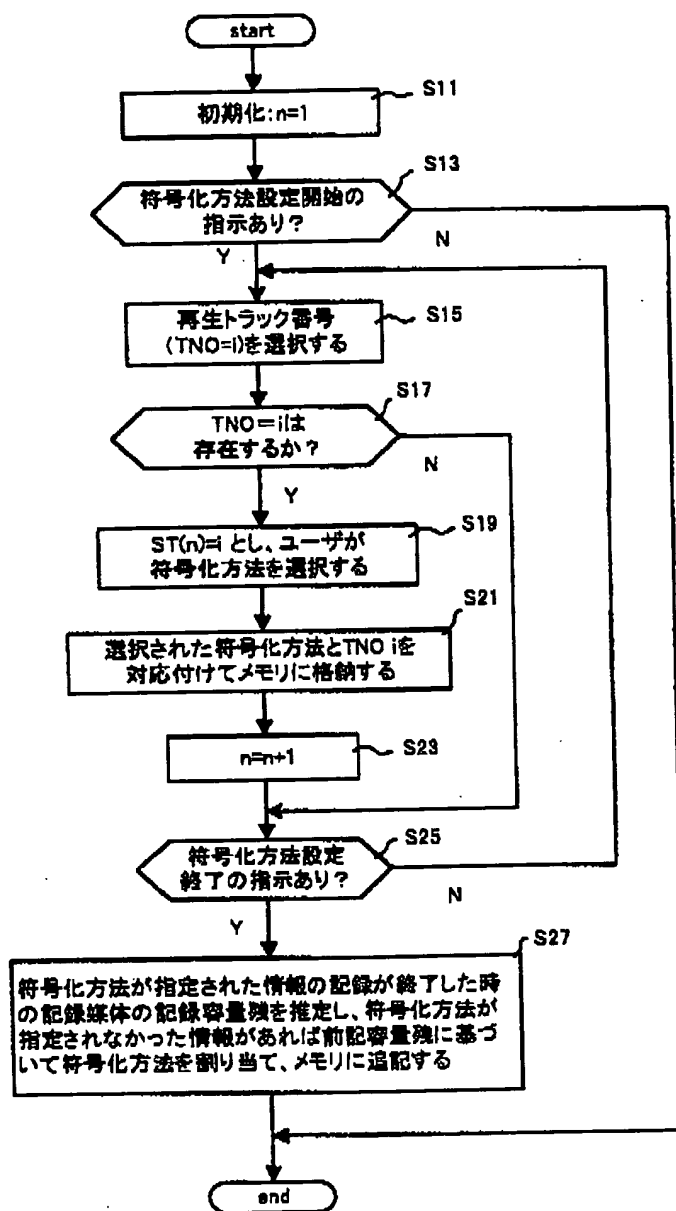 start
S11
初期化:n=1
S13
符号化方法設定開始の
指示あり?
N
Y
S15
再生トラック番号
(TNO=i)を選択する
S17
TNO=iは
存在するか?
N
Y
S19
ST(n)=i とし、ユーザが
符号化方法を選択する
S21
選択された符号化方法とTNO iを
対応付けてメモリに格納する
S23
n=n+1
S25
符号化方法設定
終了の指示あり?
N
Y
S27
符号化方法が指定された情報の記録が終了した時
の記録媒体の記録容量残を推定し、符号化方法が
指定されなかった情報があれば前記容量残に基づ
いて符号化方法を割り当て、メモリに追記する
end